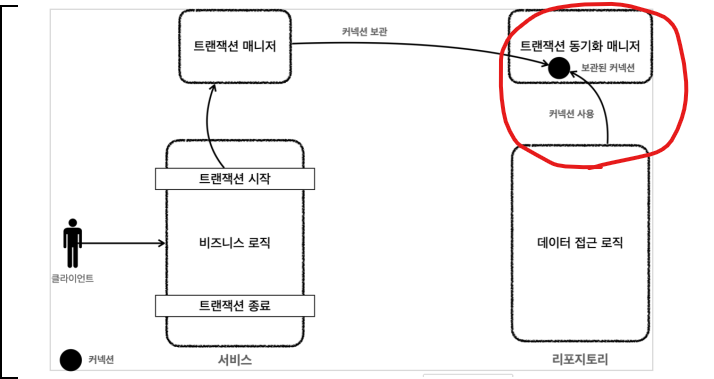 커넥션 보관
트랜잭션 매니저
트랜잭션 동기화 매니저
보관된 커넥션
커넥션 사용
트랜잭션 시작
비즈니스 로직
데이터 접근 로직
클라이언트
트랜잭션 종료
커넥션
서비스
리포지토리